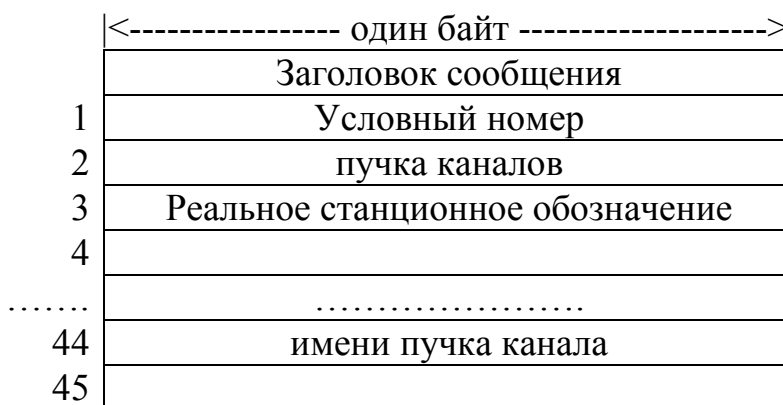 |<----------------- один байт -------------------->
Заголовок сообщения
1 Условный номер
2 пучка каналов
3 Реальное станционное обозначение
4
……. …………………
44 имени пучка канала
45